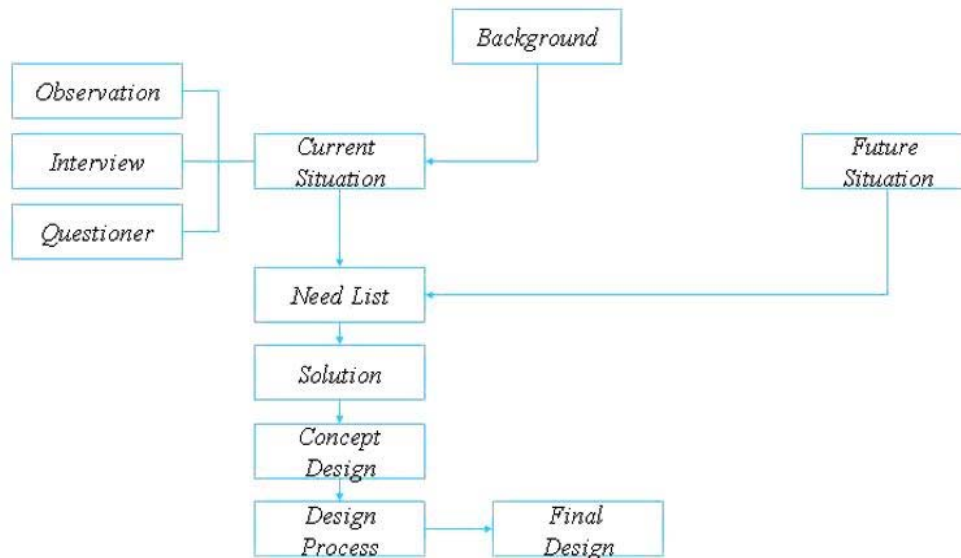 Background
Observation
Interview
Questioner
Current
Situation
Future
Situation
Need List
Solution
Concept
Design
Design
Process
Final
Design